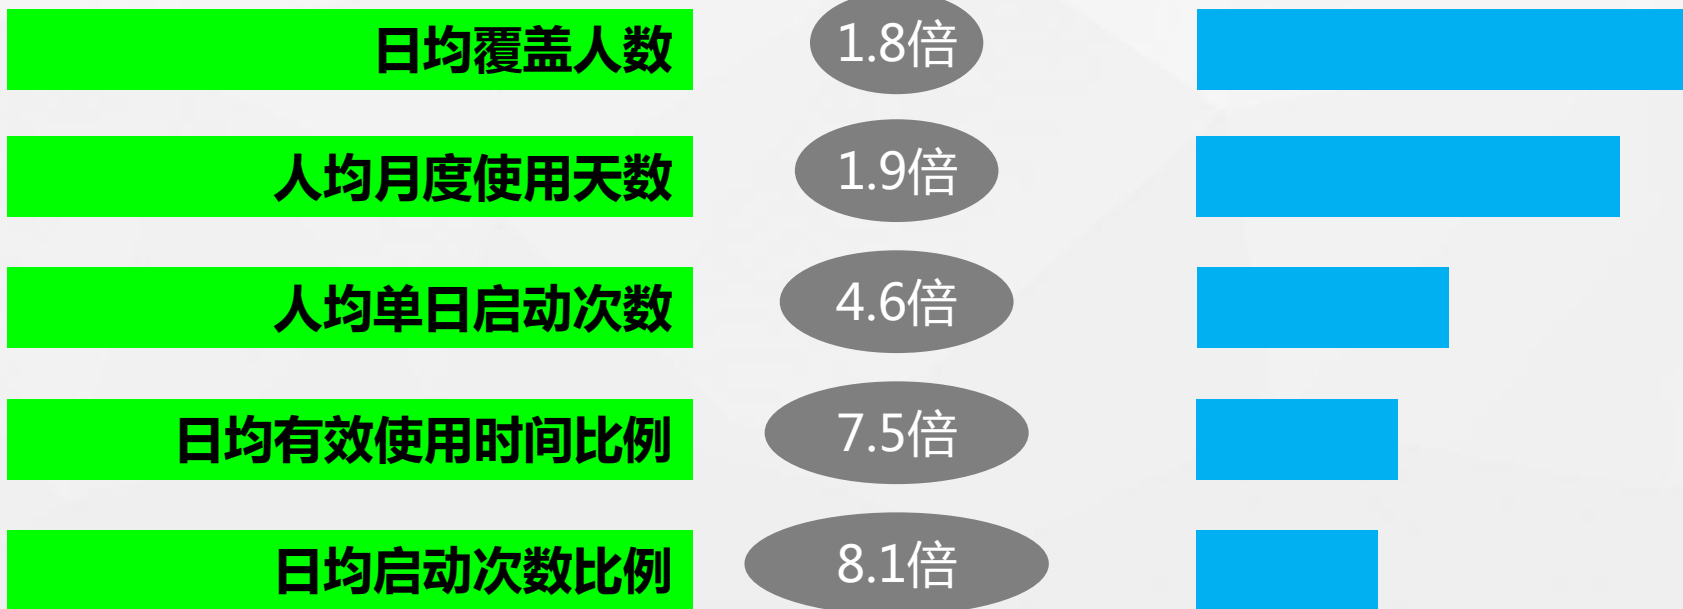 日均覆盖人数 1.8倍
人均月度使用天数 1.9倍
人均单日启动次数 4.6倍
日均有效使用时间比例 7.5倍
日均启动次数比例 8.1倍